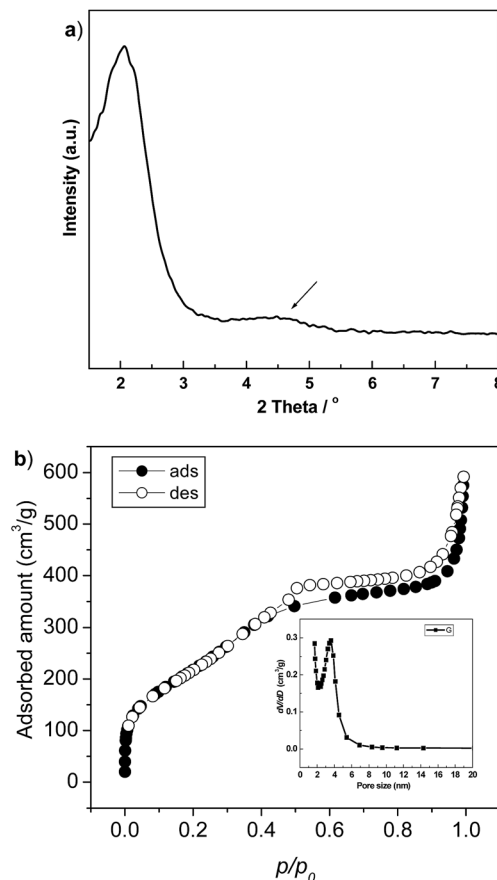 a)
Intensity (a.u.)
2 3 4 5 6 7 8
2 Theta / °
b)
ads
des
600
500
400
300
200
100
0
Adsorbed amount (cm³/g)
0.0 0.2 0.4 0.6 0.8 1.0
p/p₀
G
0.3
0.2
0.1
0.0
dV/dD (cm³/g)
0 2 4 6 8 10 12 14 16 18 20
Pore size (nm)